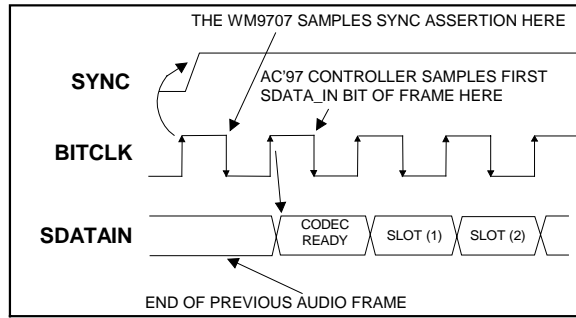 THE WM9707 SAMPLES SYNC ASSERTION HERE
SYNC
AC'97 CONTROLLER SAMPLES FIRST
SDATA_IN BIT OF FRAME HERE
BITCLK
SDATAIN
CODEC
READY
SLOT (1)
SLOT (2)
END OF PREVIOUS AUDIO FRAME